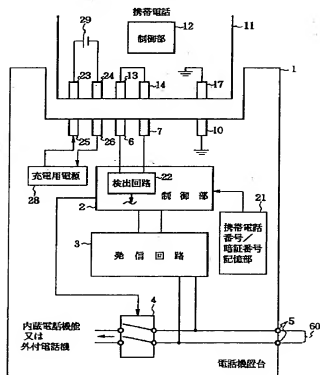 携帯電話
29
12
制御部
11
1
23 24 13 14 17
25 26 6 7 10
充電用電源
28
22
検出回路
制御部
2
21
携帯電話
番号/
暗証番号
記憶部
3
発信回路
4
5
60
内蔵電話機能
又は
外付電話機
電話機置台